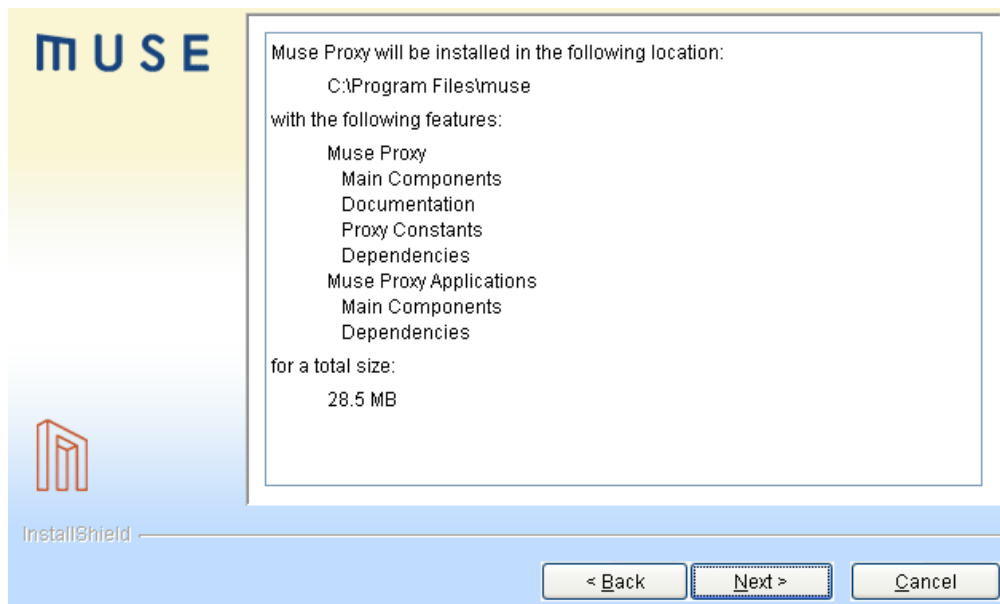 MUSE
Muse Proxy will be installed in the following location:
C:\Program Files\muse
with the following features:
Muse Proxy
Main Components
Documentation
Proxy Constants
Dependencies
Muse Proxy Applications
Main Components
Dependencies
for a total size:
28.5 MB
InstallShield
< Back
Next >
Cancel